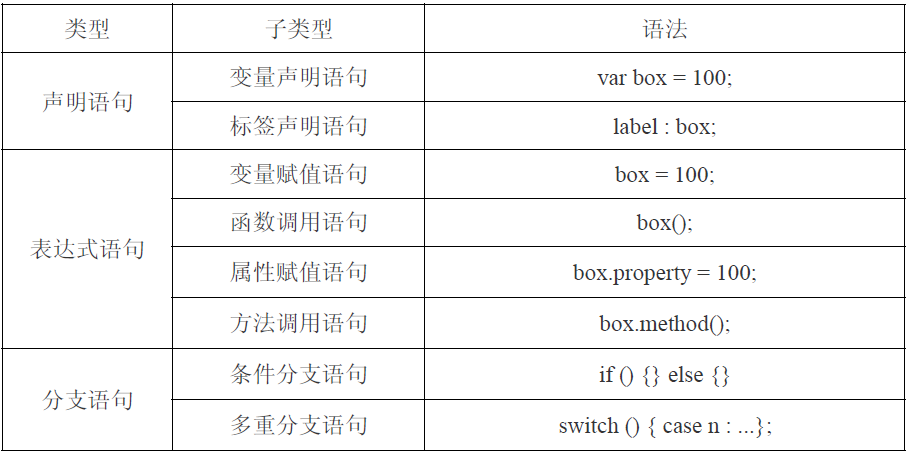 类型 子类型 语法
声明语句 变量声明语句 var box = 100;
标签声明语句 label : box;
表达式语句 变量赋值语句 box = 100;
函数调用语句 box();
属性赋值语句 box.property = 100;
方法调用语句 box.method();
分支语句 条件分支语句 if () {} else {}
多重分支语句 switch () { case n : ...};